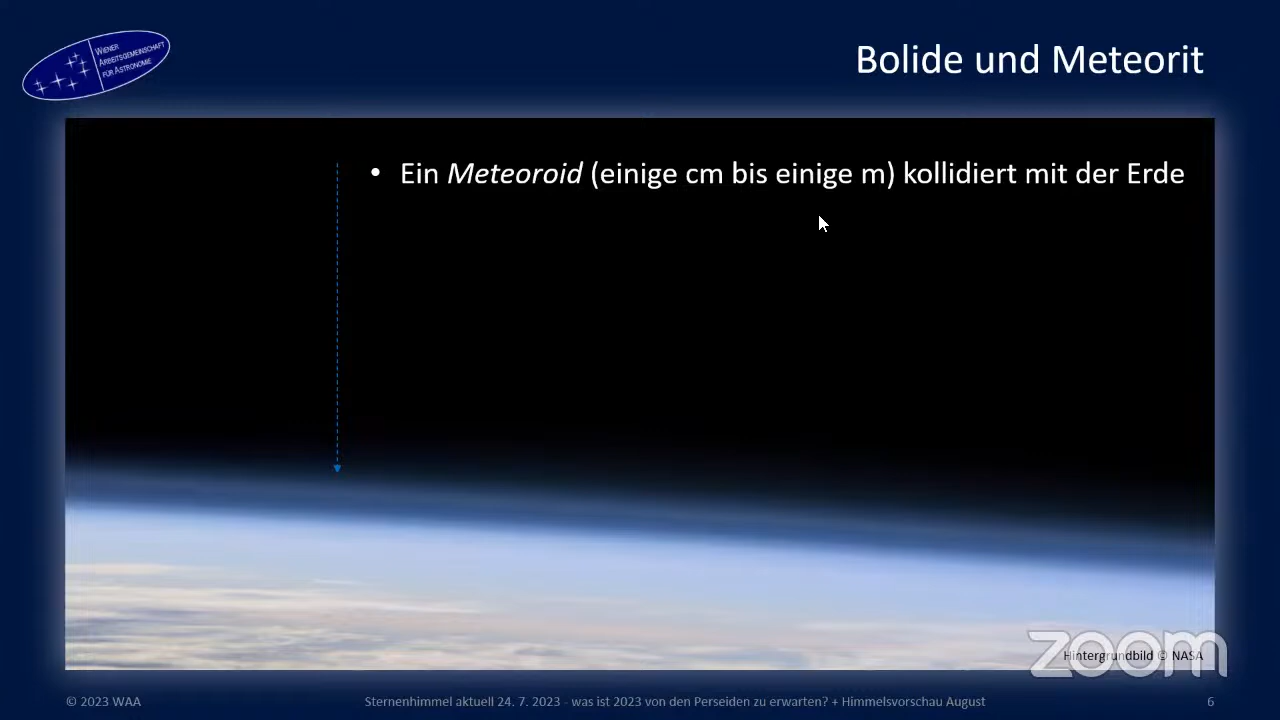 WIENER
ARBEITSGEMEINSCHAFT
FÜR ASTRONOMIE
Bolide und Meteorit
• Ein Meteoroid (einige cm bis einige m) kollidiert mit der Erde
zoom
Hintergrundbild © NASA
© 2023 WAA
Sternenhimmel aktuell 24. 7. 2023 - was ist 2023 von den Perseiden zu erwarten? + Himmelsvorschau August
6